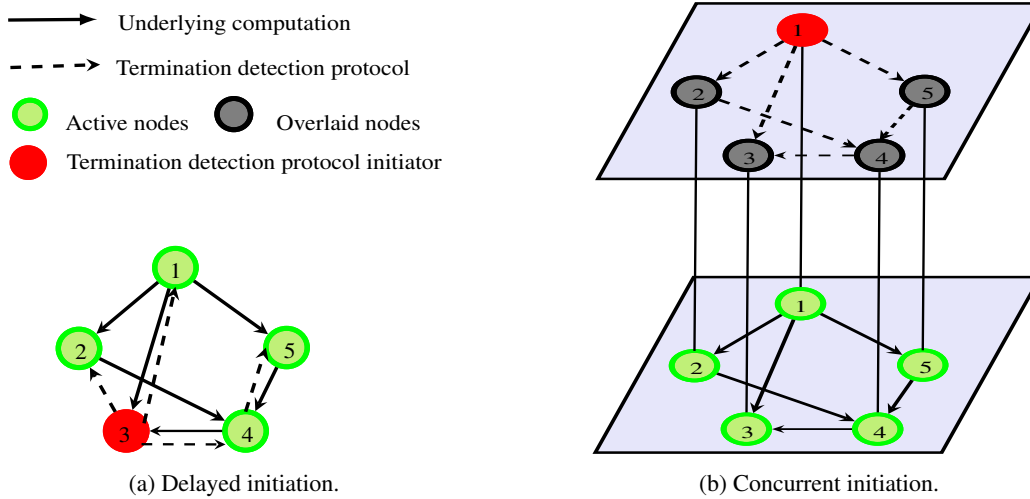 Underlying computation
Termination detection protocol
Active nodes Overlaid nodes
Termination detection protocol initiator
1
2
5
3
4
(a) Delayed initiation.
1
2
5
3
4
1
2
5
3
4
(b) Concurrent initiation.